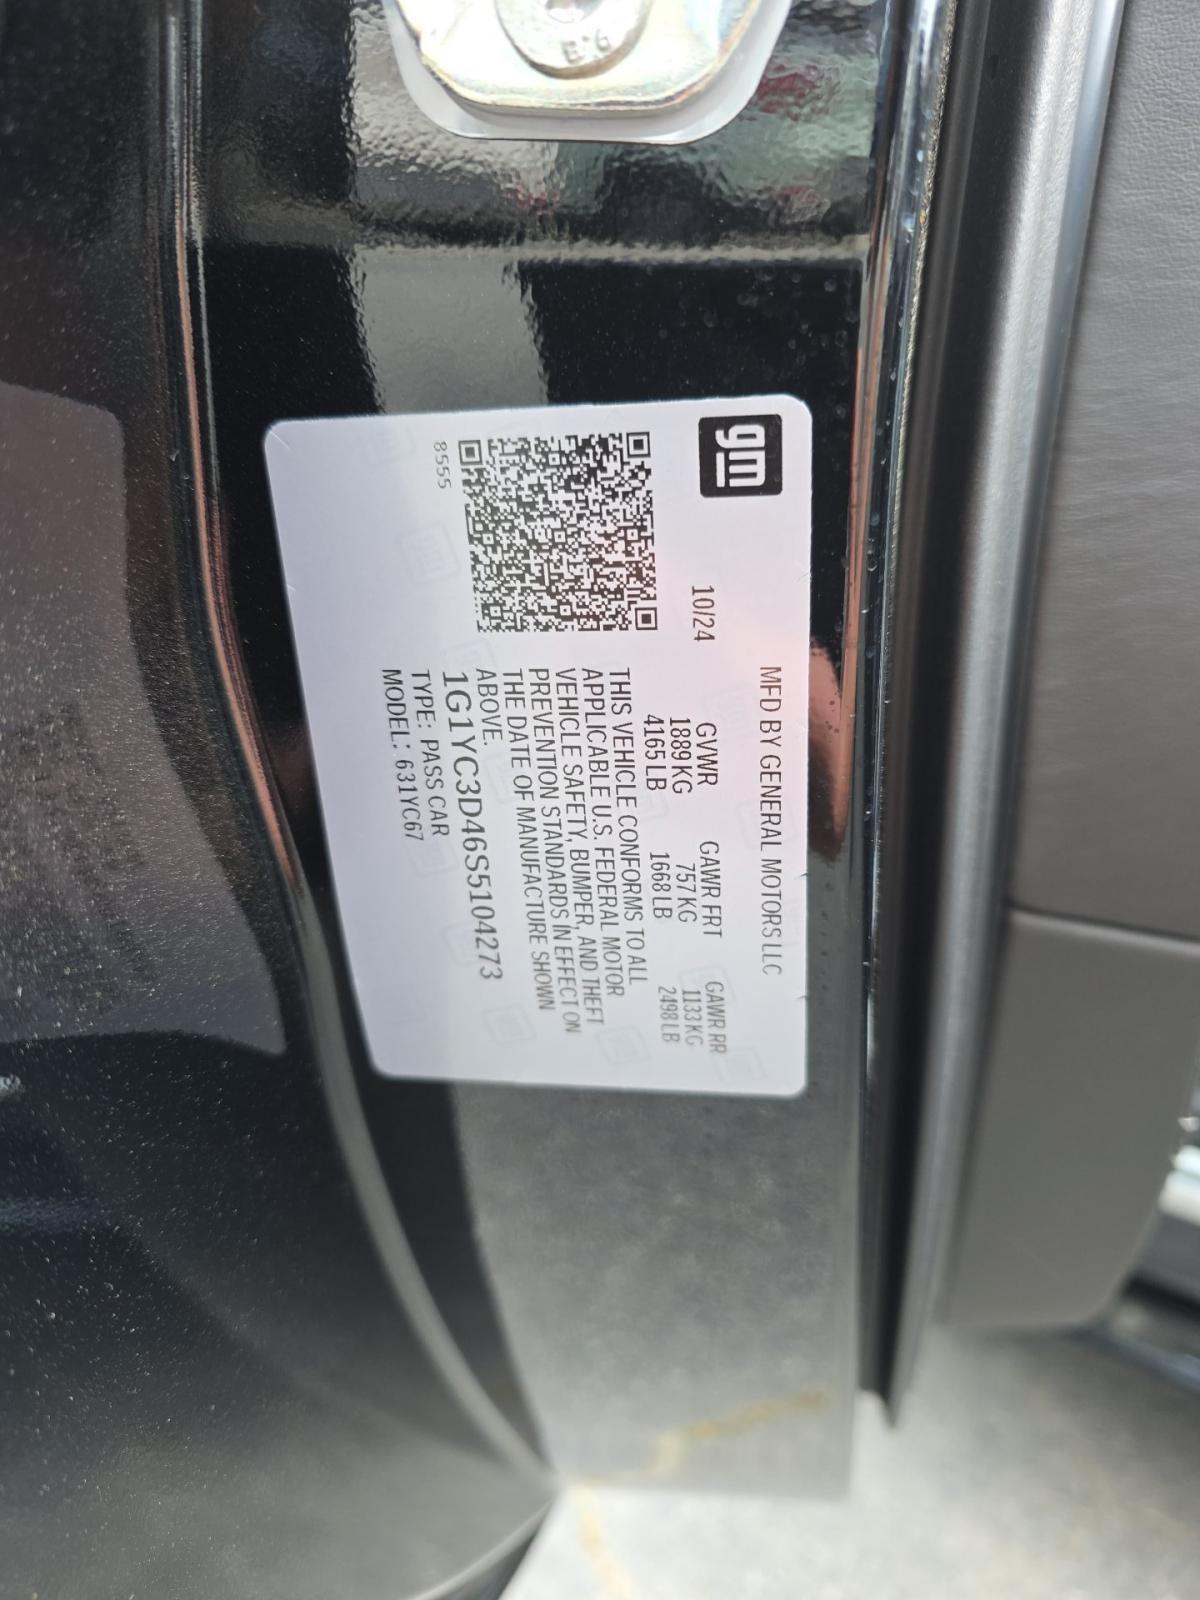 E 9
gm
MFD BY GENERAL MOTORS LLC
10/24
GVWR GAWR FRT GAWR RR
1889 KG 757 KG 1133 KG
4165 LB 1668 LB 2498 LB
THIS VEHICLE CONFORMS TO ALL
APPLICABLE U.S. FEDERAL MOTOR
VEHICLE SAFETY, BUMPER, AND THEFT
PREVENTION STANDARDS IN EFFECT ON
THE DATE OF MANUFACTURE SHOWN
ABOVE.
1G1YC3D46S5104273
TYPE: PASS CAR
MODEL: 631YC67
8555